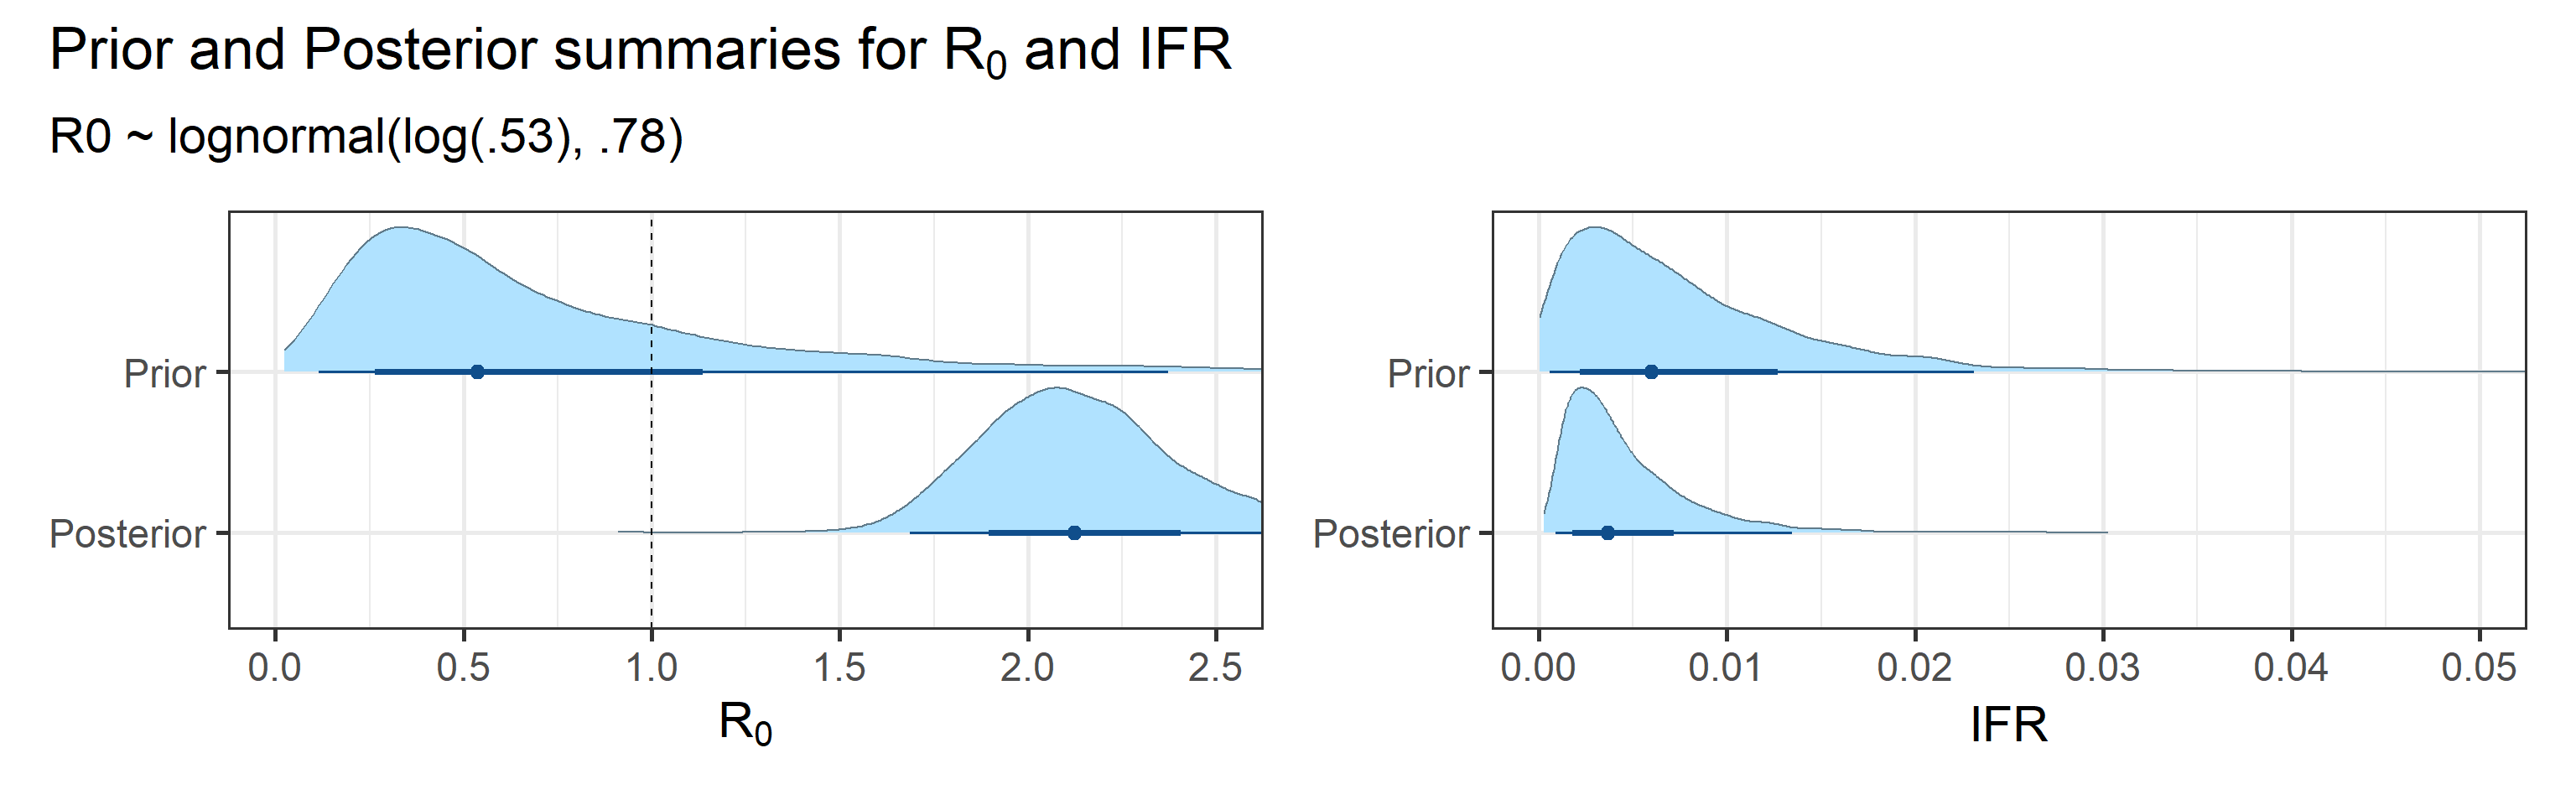 Prior and Posterior summaries for R₀ and IFR
R0 ~ lognormal(log(.53), .78)
Prior
Posterior
0.0 0.5 1.0 1.5 2.0 2.5
R₀
Prior
Posterior
0.00 0.01 0.02 0.03 0.04 0.05
IFR